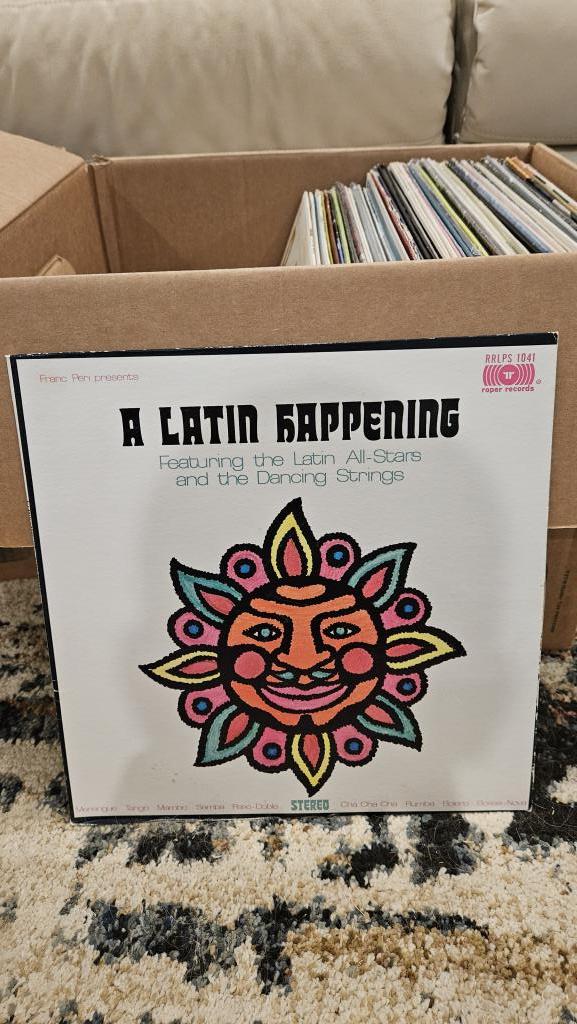 RRLPS 1041
roper records
Franc Peri presents
A LATIN HAPPENING
Featuring the Latin All-Stars
and the Dancing Strings
Merengue Tango Mambo Samba Paso-Doble STEREO Cha Cha Cha Rumba Bolero Bossa-Nova